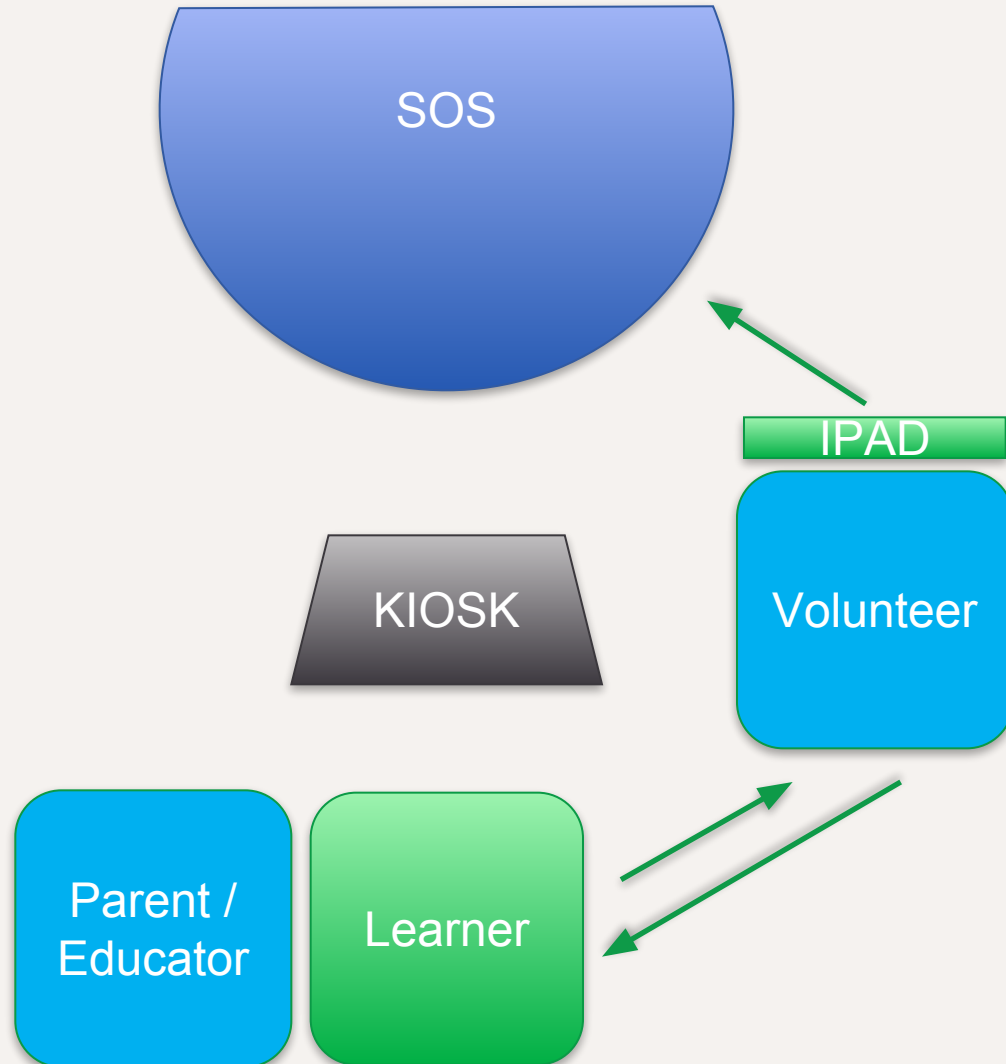 SOS
IPAD
Volunteer
KIOSK
Parent /
Educator
Learner